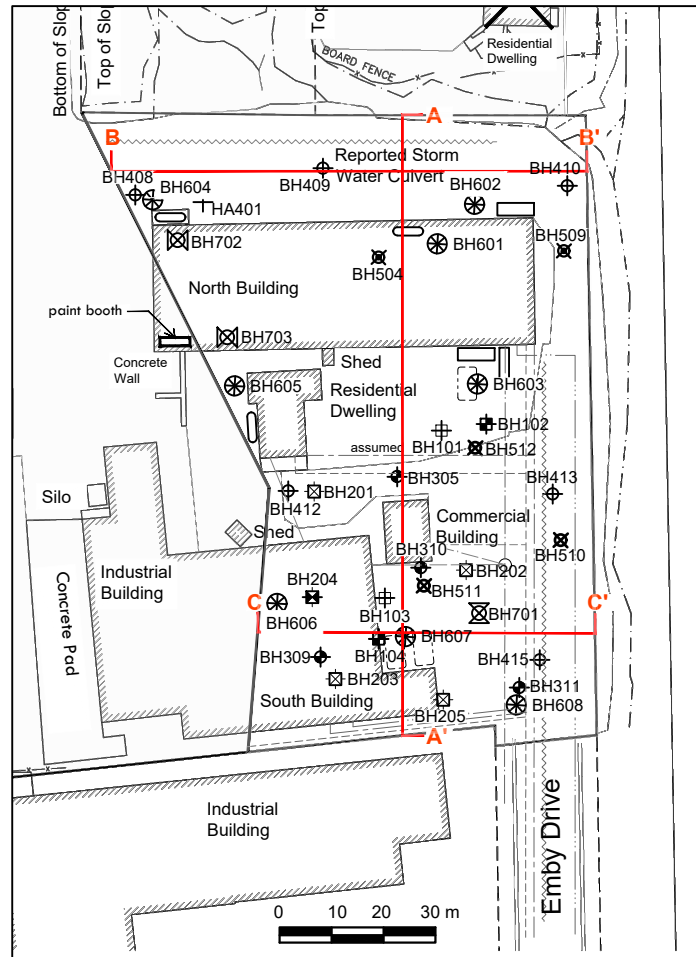 Bottom of Slop
Top of Slop
Top
BOARD FENCE
Residential
Dwelling
A
B
B'
Reported Storm
Water Culvert
BH408
BH604
HA401
BH409
BH602
BH410
BH702
BH601
BH504
BH509
North Building
paint booth
BH703
Concrete
Wall
Shed
BH605
Residential
Dwelling
BH603
BH102
BH101
BH512
assumed
BH305
BH413
BH412
BH201
Silo
Shed
Commercial
Building
BH510
Industrial
Building
BH310
BH202
BH204
BH511
Concrete Pad
C
C'
BH606
BH103
BH701
BH607
BH104
BH309
BH415
BH203
BH311
South Building
BH205
BH608
A'
Industrial
Building
Emby Drive
0 10 20 30 m